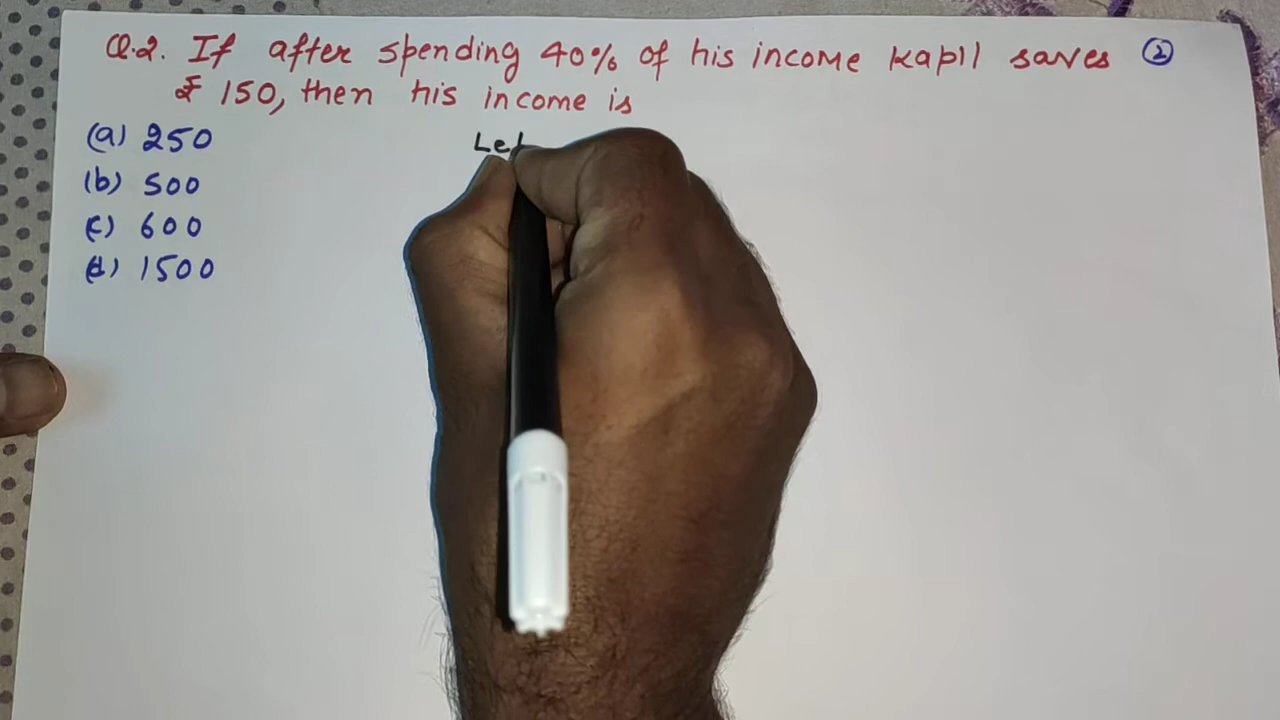 Q.2. If after spending 40% of his income Kapil saves ②
₹ 150, then his income is
(a) 250
(b) 500
(c) 600
(d) 1500
Let